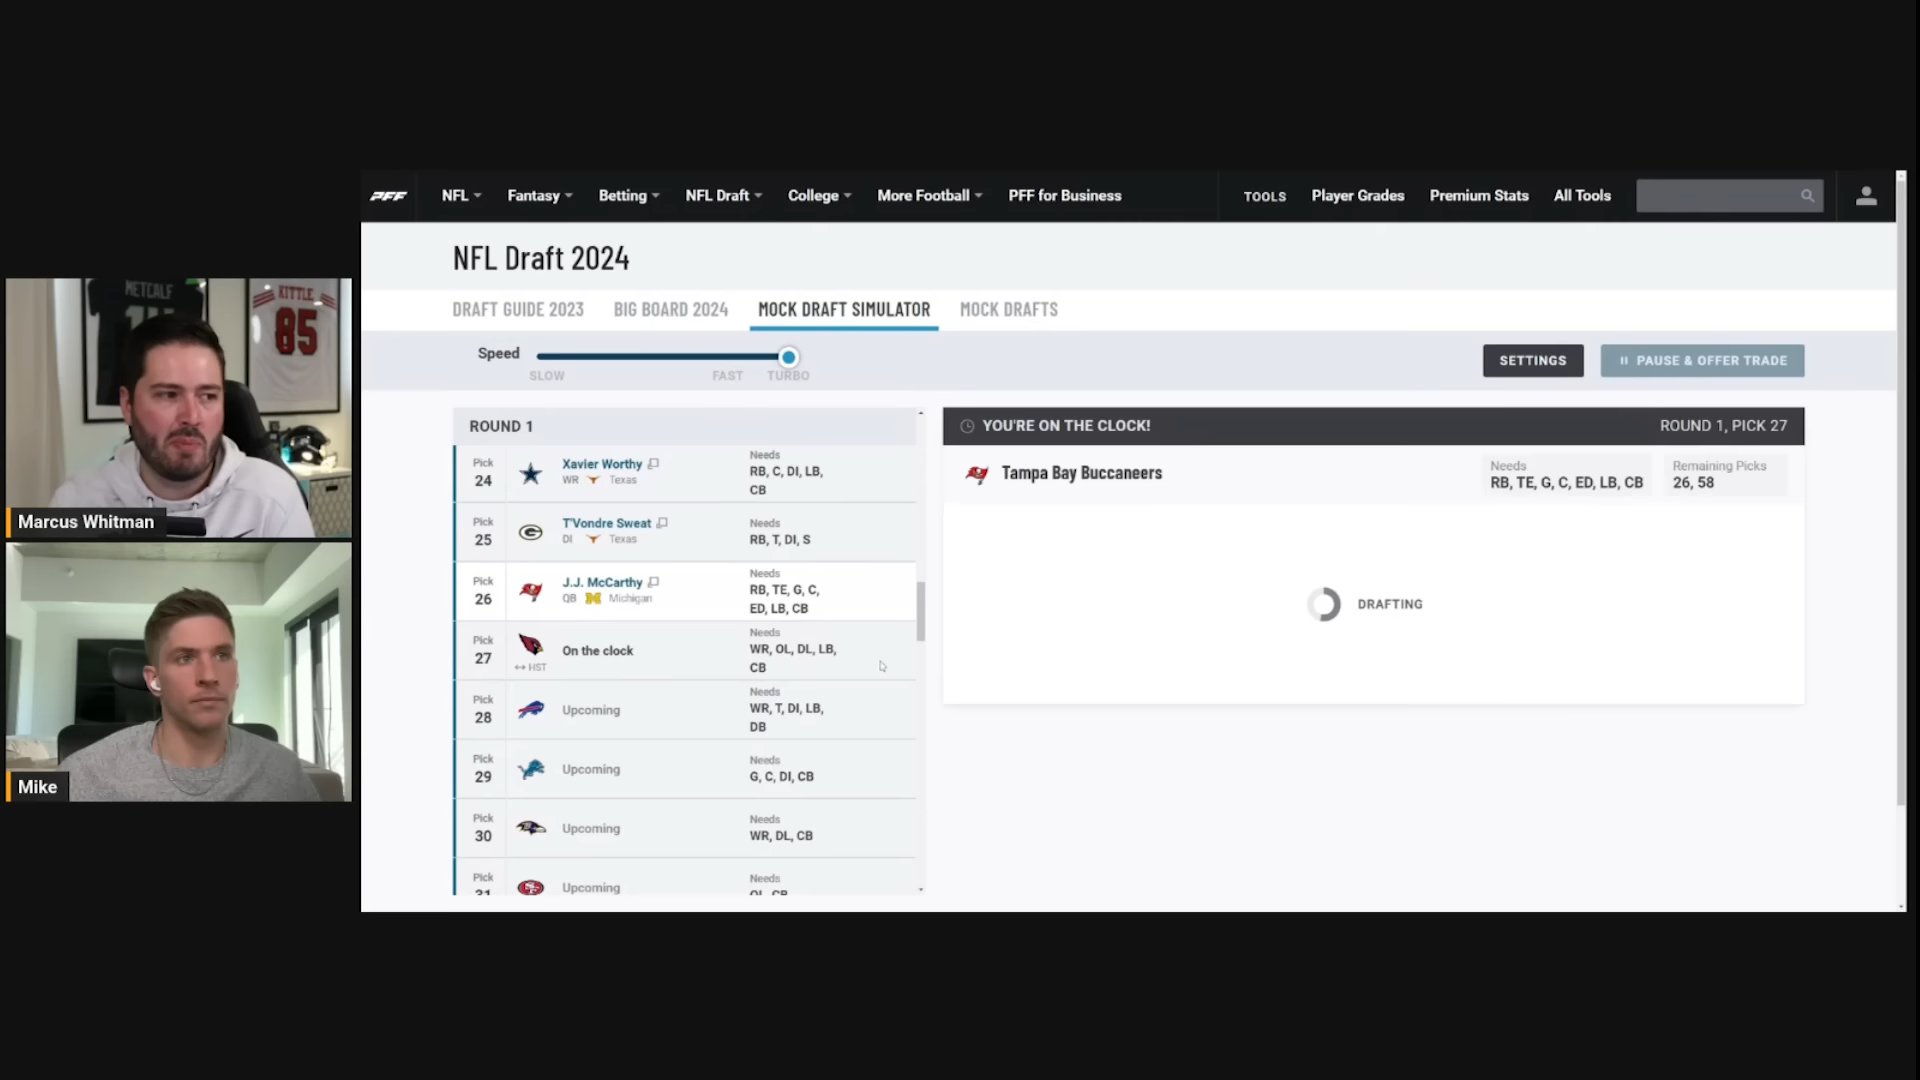 PFF
NFL
Fantasy
Betting
NFL Draft
College
More Football
PFF for Business
TOOLS
Player Grades
Premium Stats
All Tools
NFL Draft 2024
DRAFT GUIDE 2023
BIG BOARD 2024
MOCK DRAFT SIMULATOR
MOCK DRAFTS
Speed
SLOW
FAST
TURBO
SETTINGS
PAUSE & OFFER TRADE
METCALF
KITTLE
85
Marcus Whitman
Mike
ROUND 1
Pick
24
Xavier Worthy
WR Texas
Needs
RB, C, DI, LB,
CB
Pick
25
T'Vondre Sweat
DI Texas
Needs
RB, T, DI, S
Pick
26
J.J. McCarthy
QB Michigan
Needs
RB, TE, G, C,
ED, LB, CB
Pick
27
↔ HST
On the clock
Needs
WR, OL, DL, LB,
CB
Pick
28
Upcoming
Needs
WR, T, DI, LB,
DB
Pick
29
Upcoming
Needs
G, C, DI, CB
Pick
30
Upcoming
Needs
WR, DL, CB
Pick
31
Upcoming
Needs
OL, CB
YOU'RE ON THE CLOCK!
ROUND 1, PICK 27
Tampa Bay Buccaneers
Needs
RB, TE, G, C, ED, LB, CB
Remaining Picks
26, 58
DRAFTING